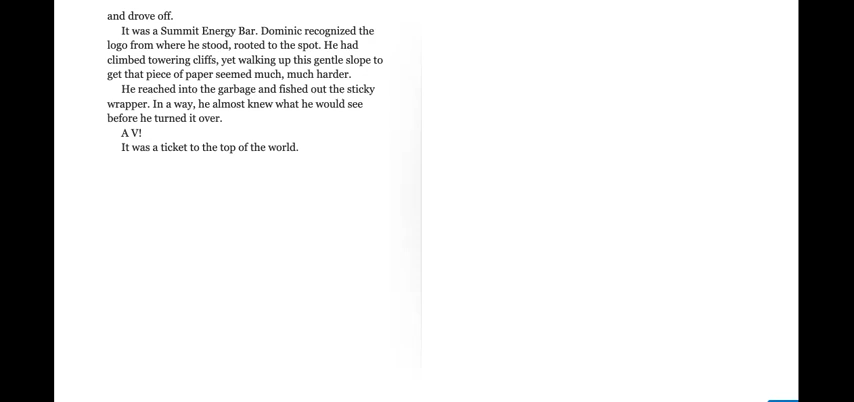 and drove off.
It was a Summit Energy Bar. Dominic recognized the
logo from where he stood, rooted to the spot. He had
climbed towering cliffs, yet walking up this gentle slope to
get that piece of paper seemed much, much harder.
He reached into the garbage and fished out the sticky
wrapper. In a way, he almost knew what he would see
before he turned it over.
A V!
It was a ticket to the top of the world.